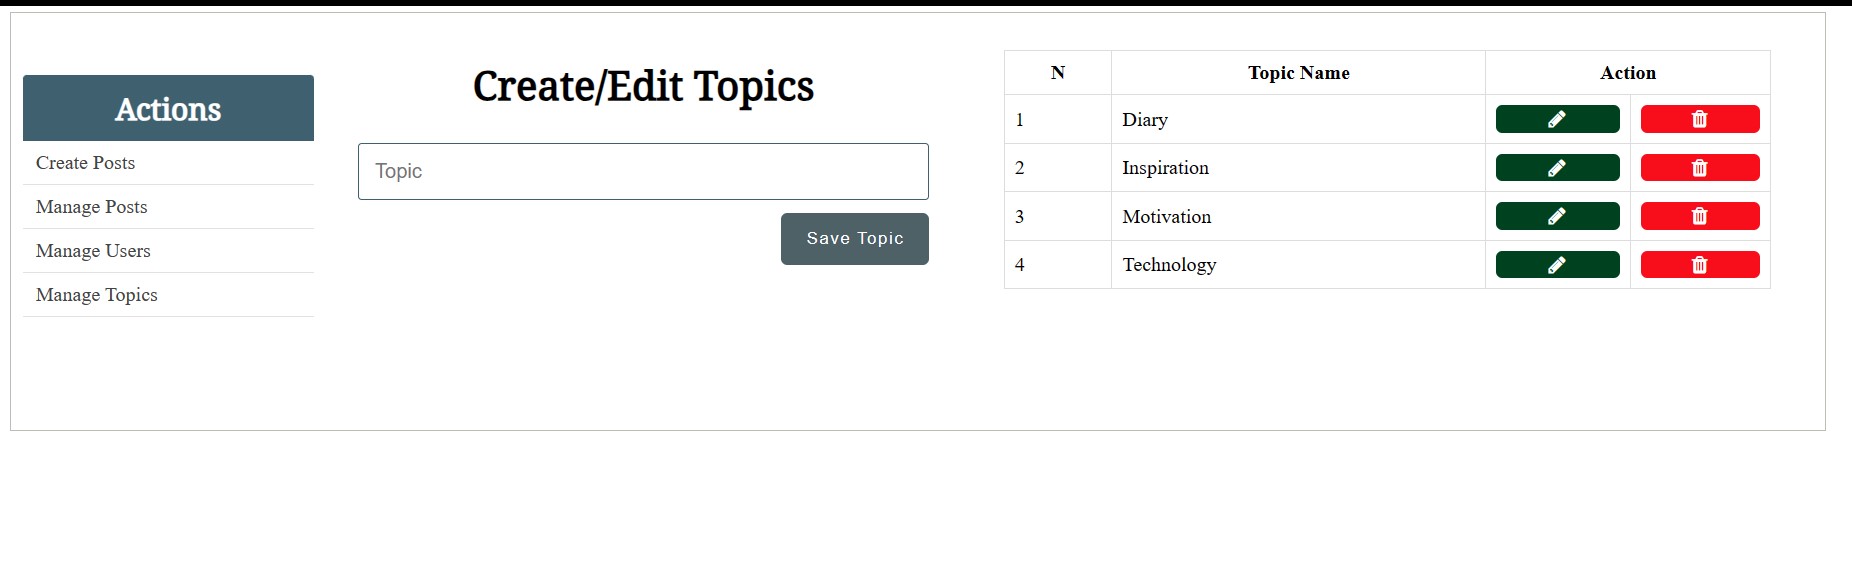 Actions
Create Posts
Manage Posts
Manage Users
Manage Topics
Create/Edit Topics
Topic
Save Topic
N Topic Name Action
1 Diary
2 Inspiration
3 Motivation
4 Technology